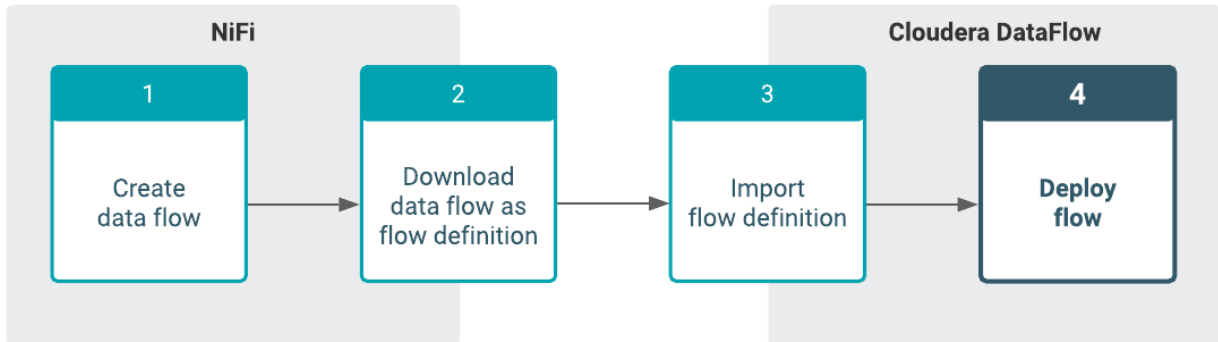 NiFi
Cloudera DataFlow
1
2
3
4
Create
data flow
Download
data flow as
flow definition
Import
flow definition
Deploy
flow